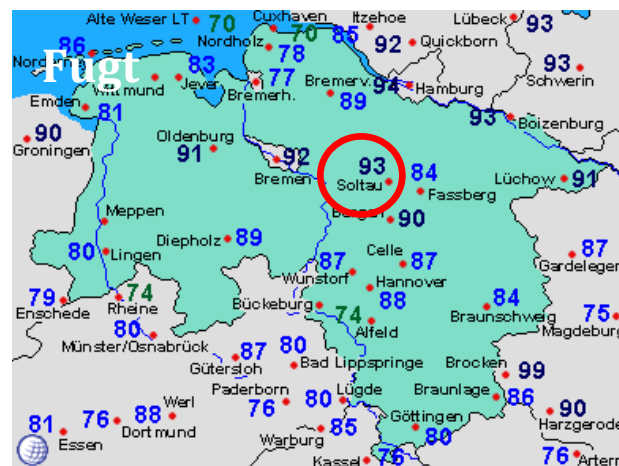 Alte Weser LT 70
Cuxhaven 70
Itzehoe 85
Lübeck 93
Nordholz 78
92 Quickborn
86 Norderney
Fugt
93 Schwerin
83 Jever
Wittmund
77 Bremerh.
Bremerv. 89
94 Hamburg
Emden 81
93 Boizenburg
90 Groningen
Oldenburg 91
92 Bremen
93 Soltau
84 Fassberg
Lüchow 91
Bergen 90
Meppen
80 Lingen
Diepholz 89
87 Wunstorf
Celle 87
87 Gardelegen
79 Enschede
74 Rheine
Bückeburg 74
Hannover 88
84 Braunschweig
75 Magdeburg
80 Münster/Osnabrück
Alfeld
87 Gütersloh
80 Bad Lippspringe
Brocken 99
Paderborn 76
Lügde 80
Braunlage 86
90 Harzgerode
81 Essen
76 Dortmund
Werl 88
Warburg 85
Göttingen 80
Kassel 76
76 Artern